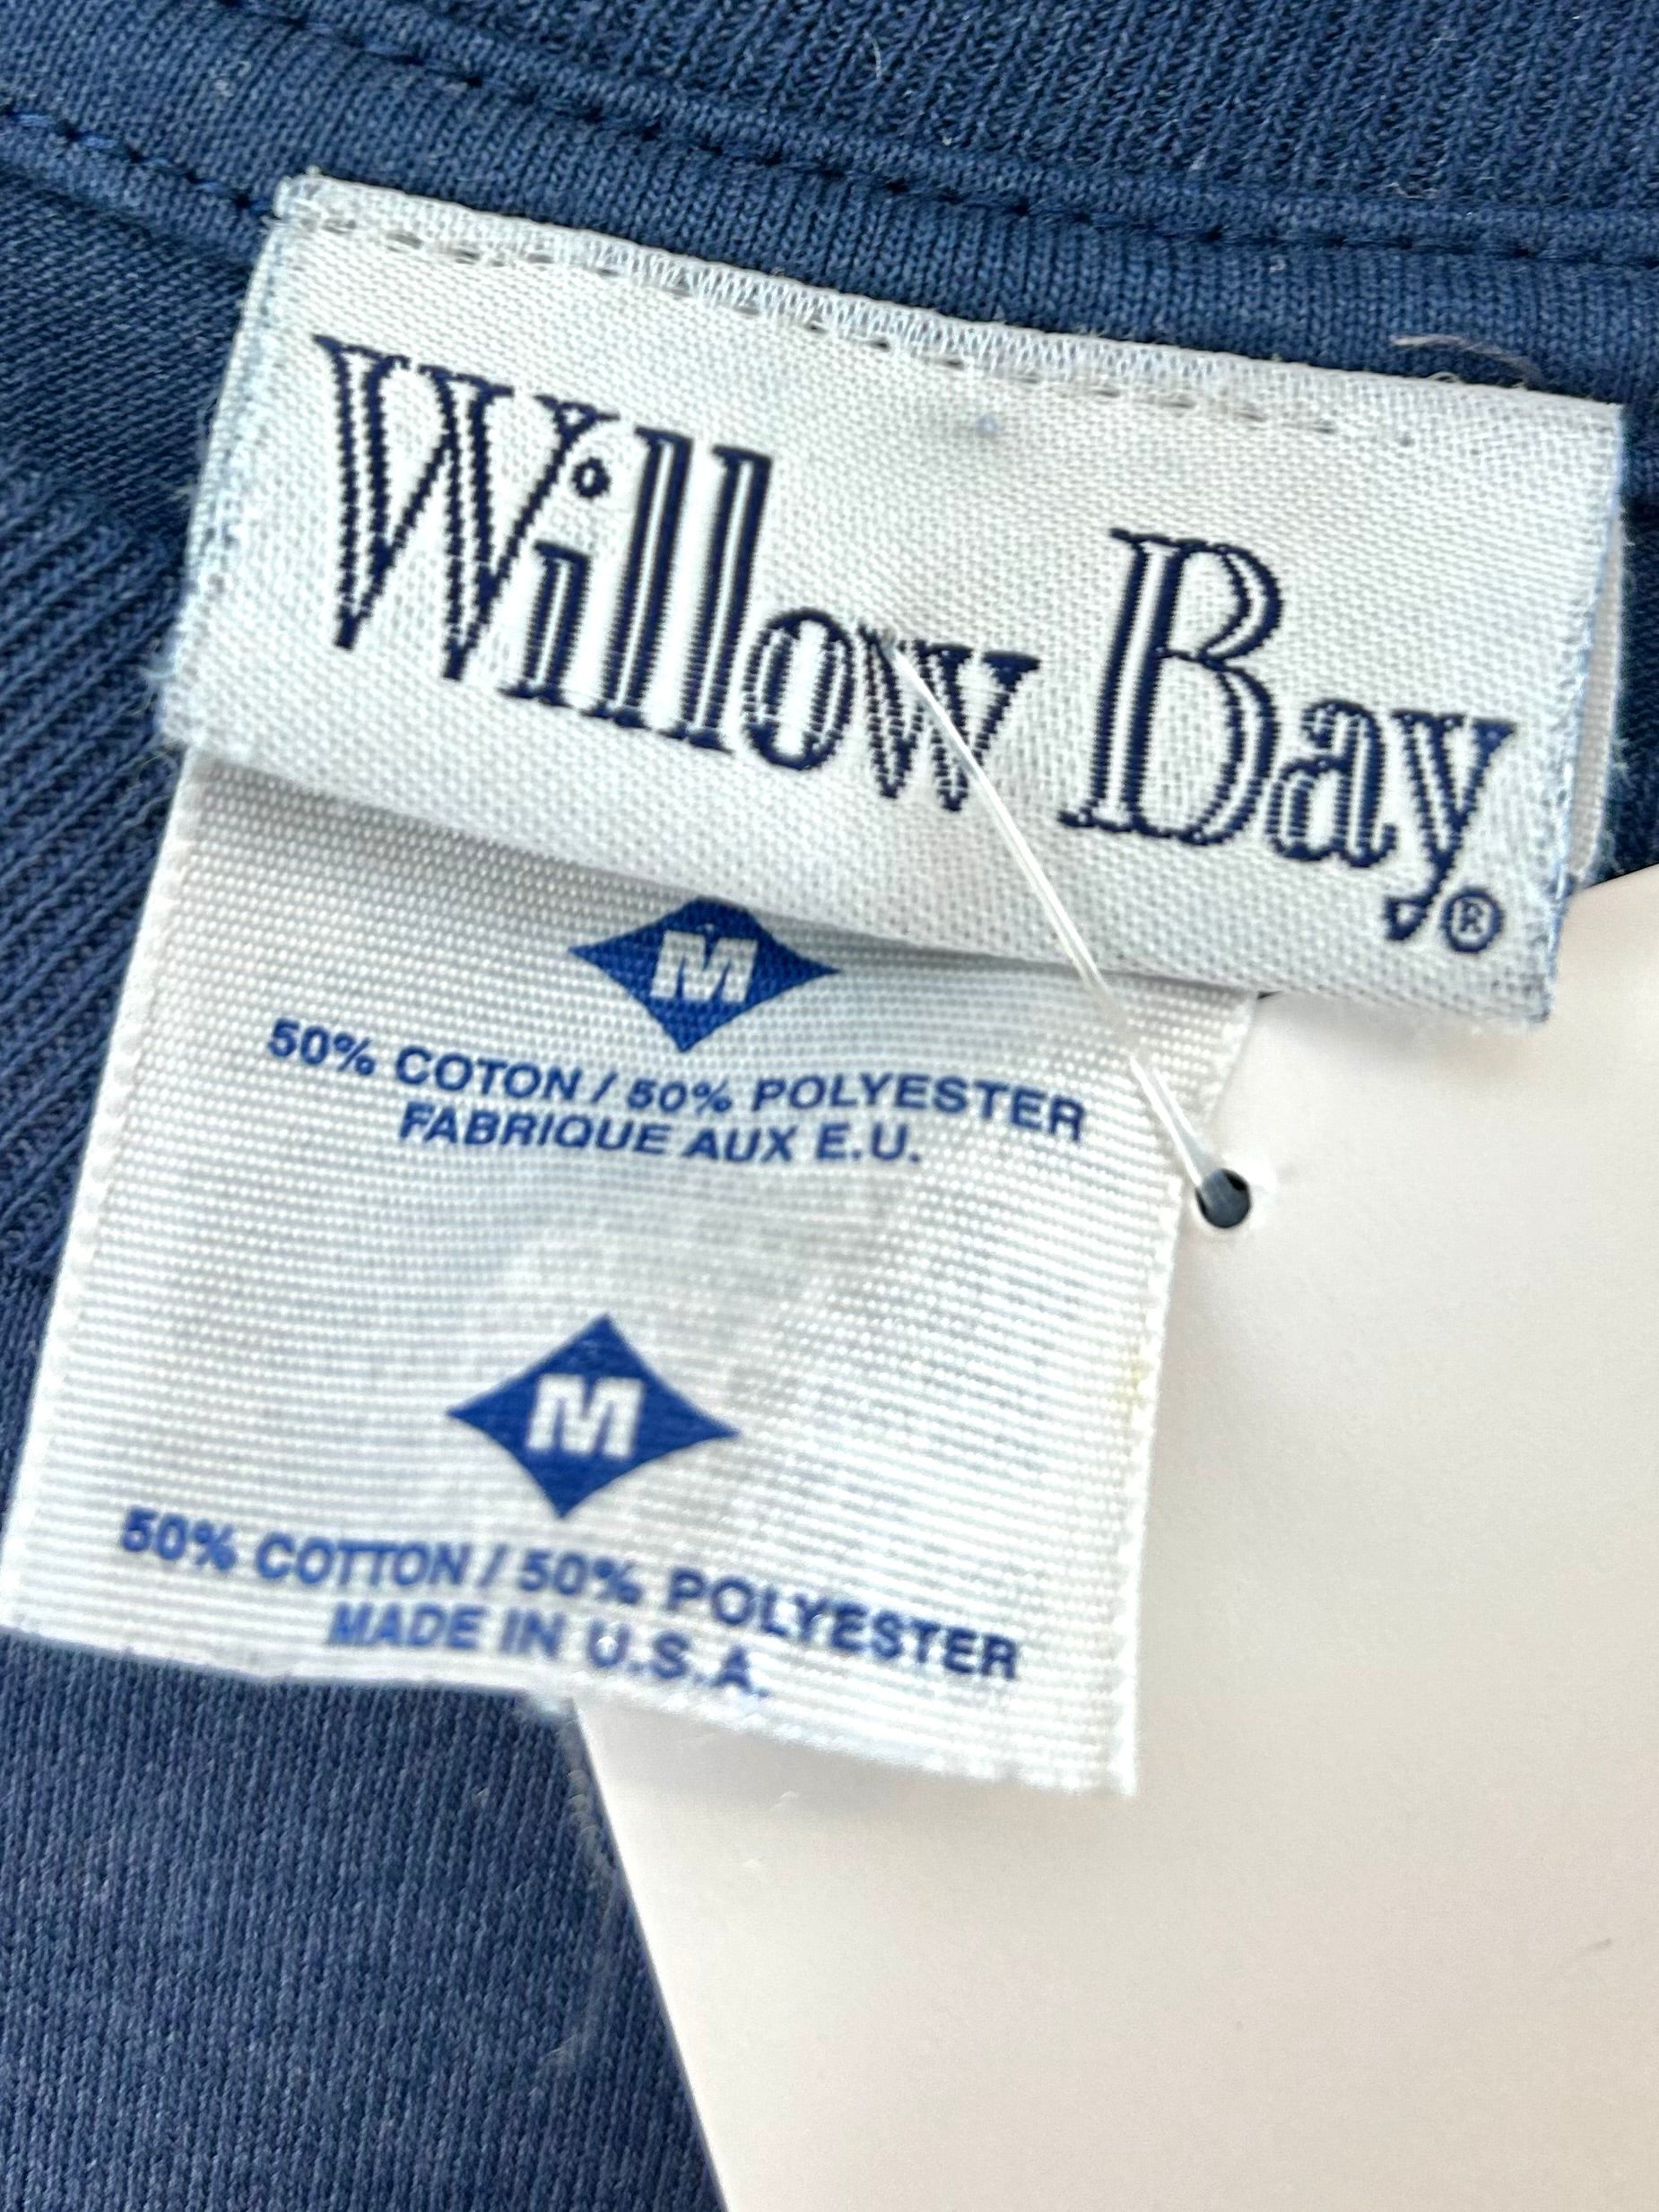 Willow Bay®
M
50% COTON / 50% POLYESTER
FABRIQUE AUX E.U.
M
50% COTTON / 50% POLYESTER
MADE IN U.S.A.